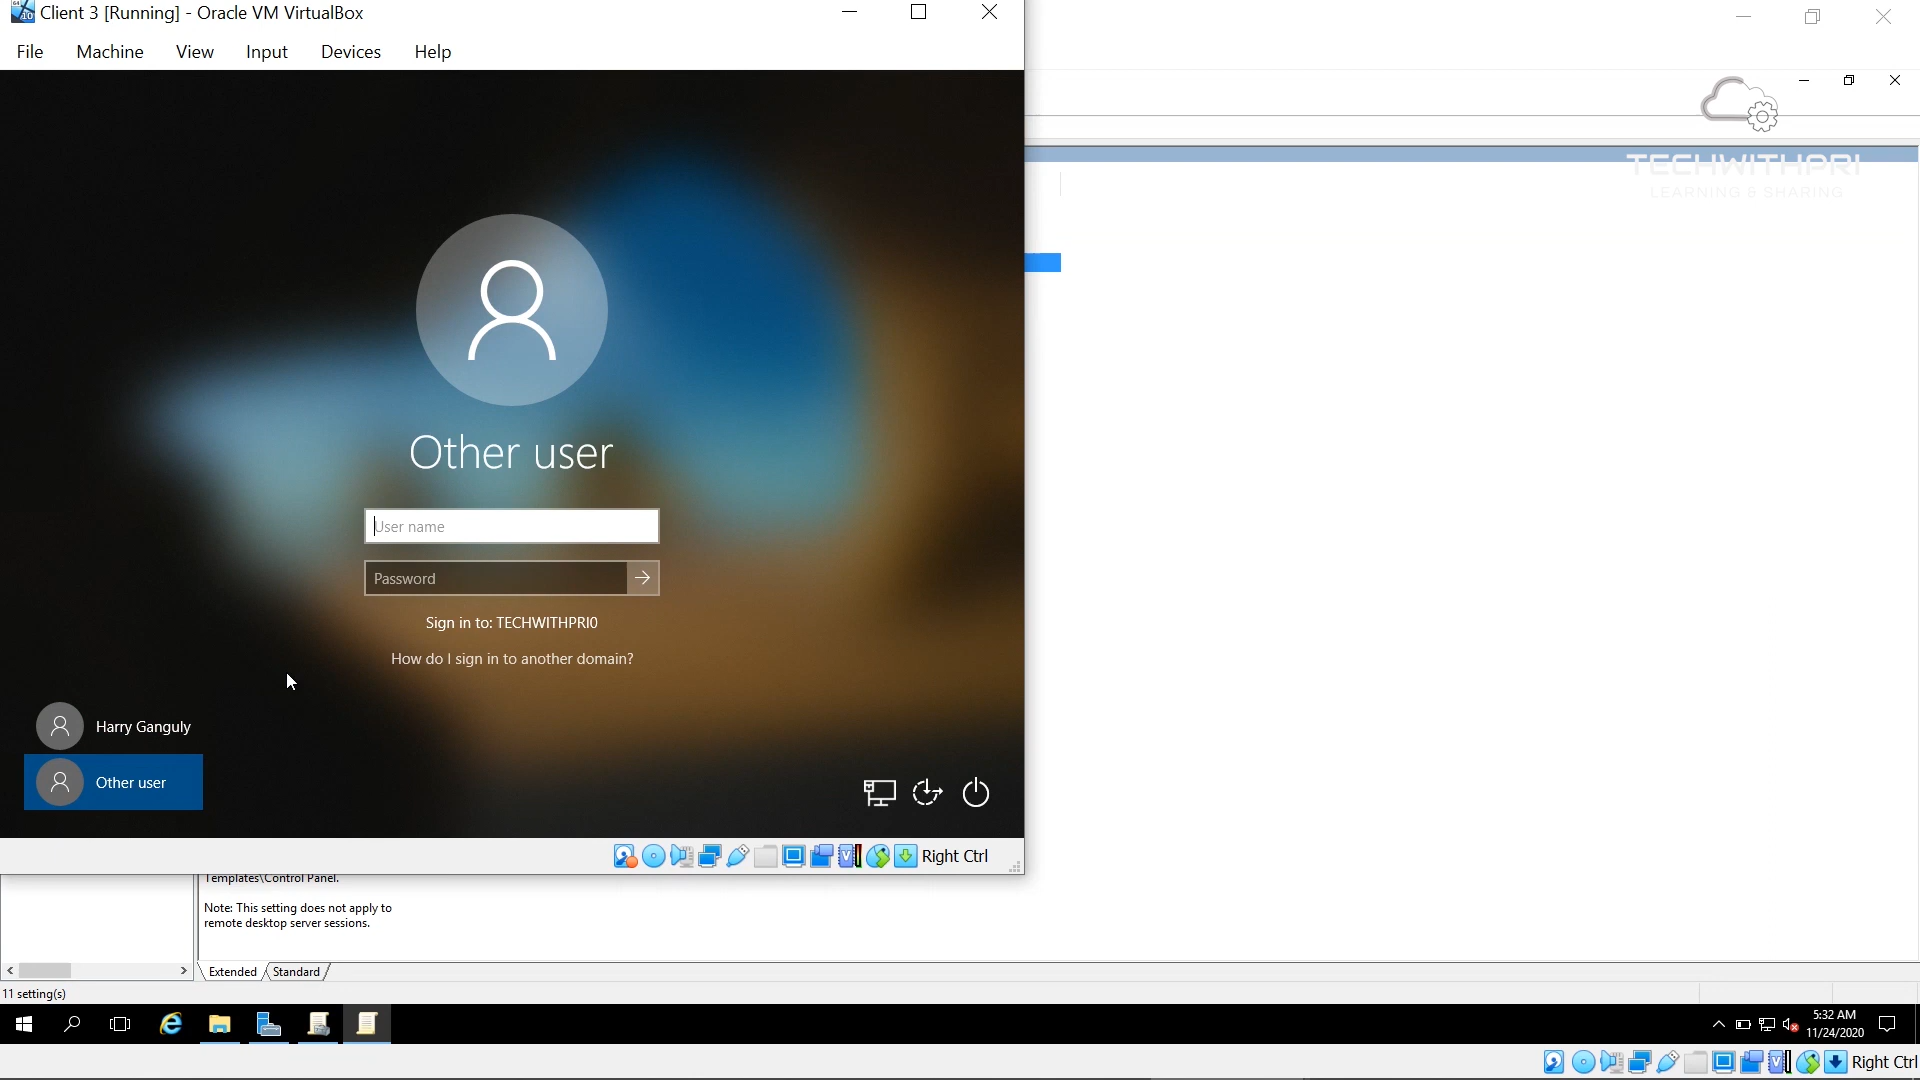 Client 3 [Running] - Oracle VM VirtualBox
File Machine View Input Devices Help
TECHWITHPRI
LEARNING & SHARING
Other user
User name
Password
Sign in to: TECHWITHPRI0
How do I sign in to another domain?
Harry Ganguly
Other user
Right Ctrl
Templates\Control Panel.
Note: This setting does not apply to
remote desktop server sessions.
Extended Standard
11 setting(s)
5:32 AM
11/24/2020
Right Ctrl